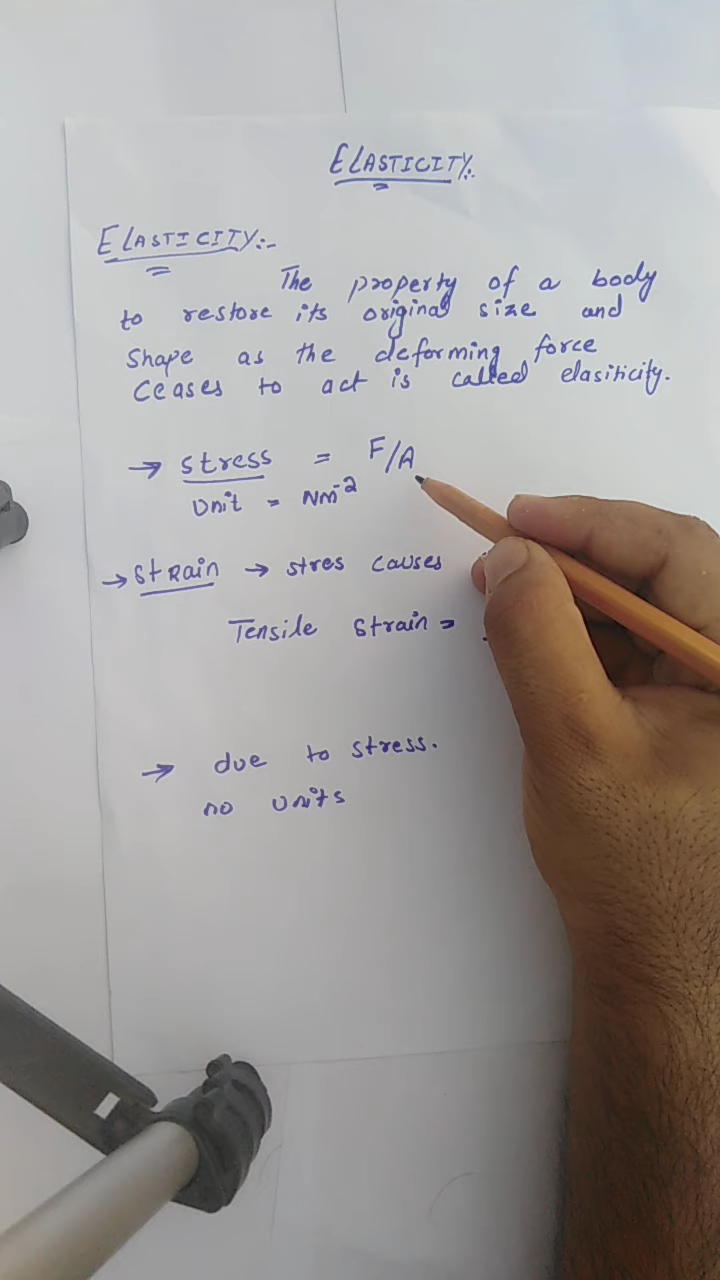 ELASTICITY:.
ELASTICITY:-
The property of a body
to restore its original size and
shape as the deforming force
ceases to act is called elasiticity.
→ stress = F/A
Unit = Nm⁻²
→ StRain → stres causes
Tensile strain =
→ due to stress.
no units